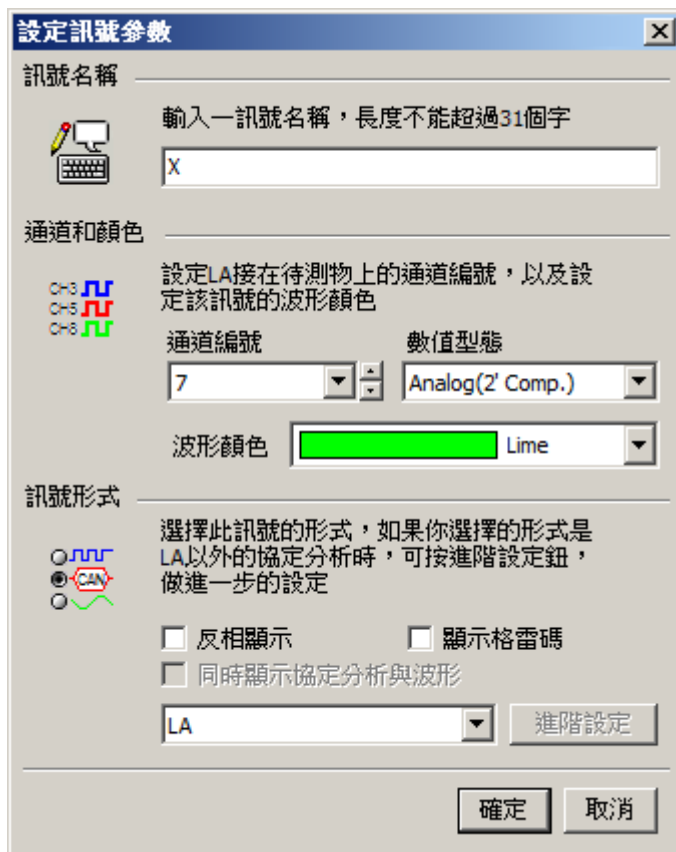 設定訊號參數
訊號名稱
輸入一訊號名稱，長度不能超過31個字
X
通道和顏色
CH3
CH5
CH8
設定LA接在待測物上的通道編號，以及設
定該訊號的波形顏色
通道編號 數值型態
7 Analog(2' Comp.)
波形顏色 Lime
訊號形式
選擇此訊號的形式，如果你選擇的形式是
LA以外的協定分析時，可按進階設定鈕，
做進一步的設定
CAN
反相顯示 顯示格雷碼
同時顯示協定分析與波形
LA 進階設定
確定 取消